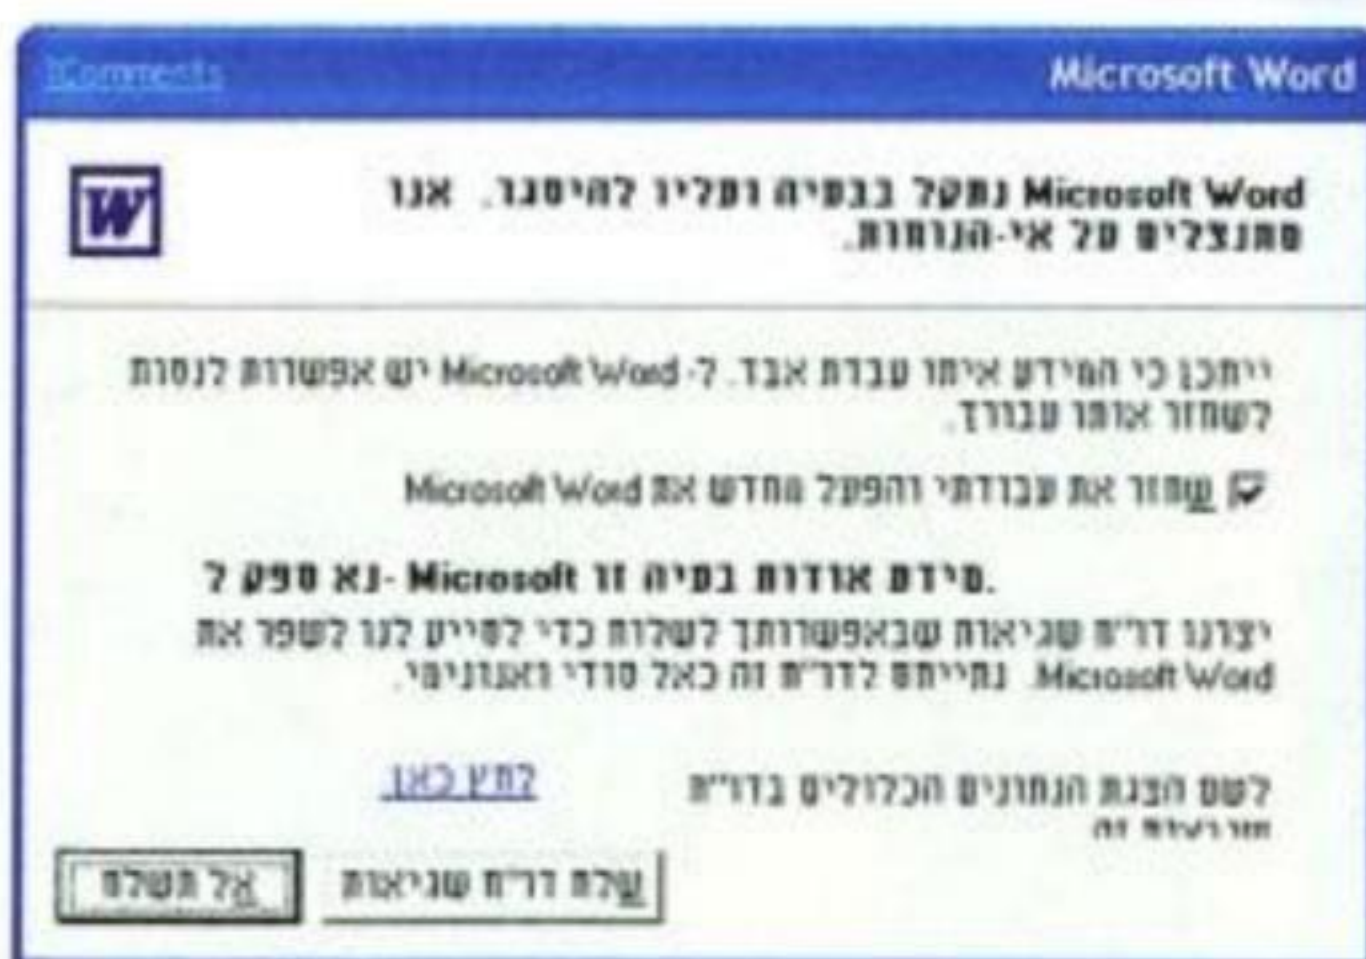 Microsoft Word
!Comments
Microsoft Word נתקל בבעיה ועליו להיסגר. אנו
מתנצלים על אי-הנוחות.
ייתכן כי המידע איתו עבדת אבד. ל- Microsoft Word יש אפשרות לנסות
לשחזר אותו עבורך.
שחזר את עבודתי והפעל מחדש את Microsoft Word
נא ספק ל- Microsoft מידע אודות בעיה זו.
יצרנו דו"ח שגיאות שבאפשרותך לשלוח כדי לסייע לנו לשפר את
Microsoft Word. נתייחס לדו"ח זה כאל סודי ואנונימי.
לשם הצגת הנתונים הכלולים בדו"ח
לחץ כאן.
שגיאות זה
שלח דו"ח שגיאות
אל תשלח